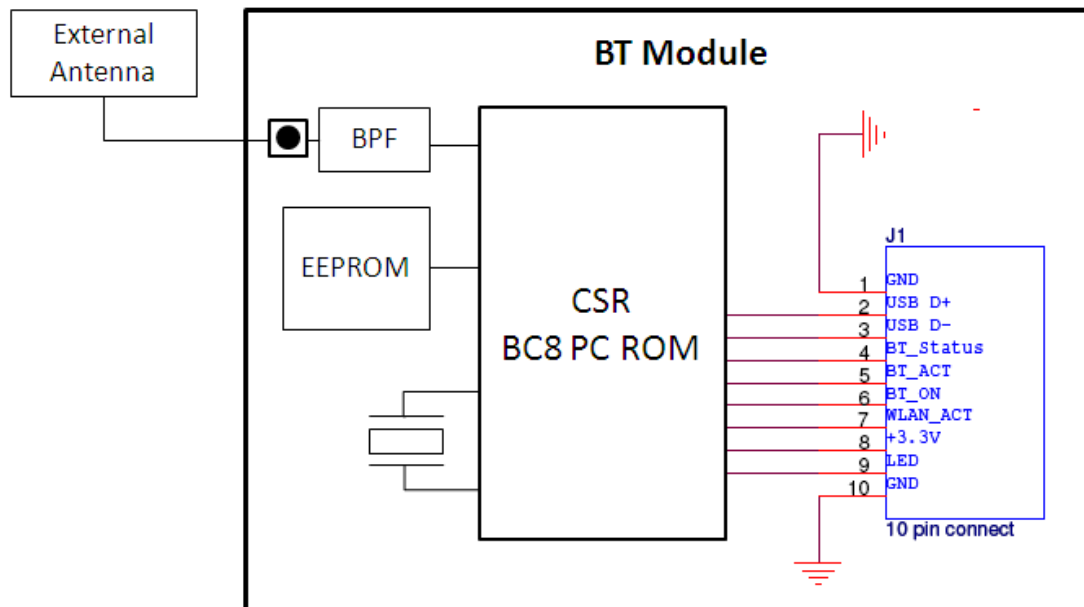 External
Antenna
BT Module
BPF
EEPROM
CSR
BC8 PC ROM
J1
1 GND
2 USB D+
3 USB D-
4 BT_Status
5 BT_ACT
6 BT_ON
7 WLAN_ACT
8 +3.3V
9 LED
10 GND
10 pin connect